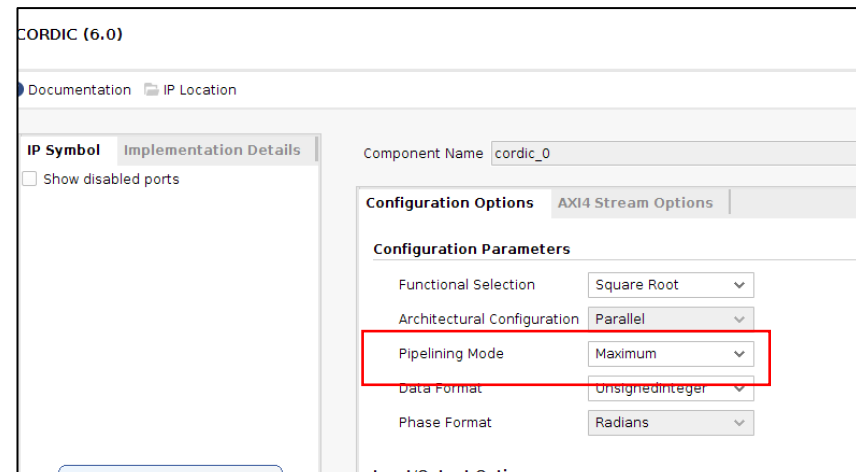 CORDIC (6.0)
Documentation IP Location
IP Symbol Implementation Details
Show disabled ports
Component Name cordic_0
Configuration Options AXI4 Stream Options
Configuration Parameters
Functional Selection Square Root
Architectural Configuration Parallel
Pipelining Mode Maximum
Data Format UnsignedInteger
Phase Format Radians